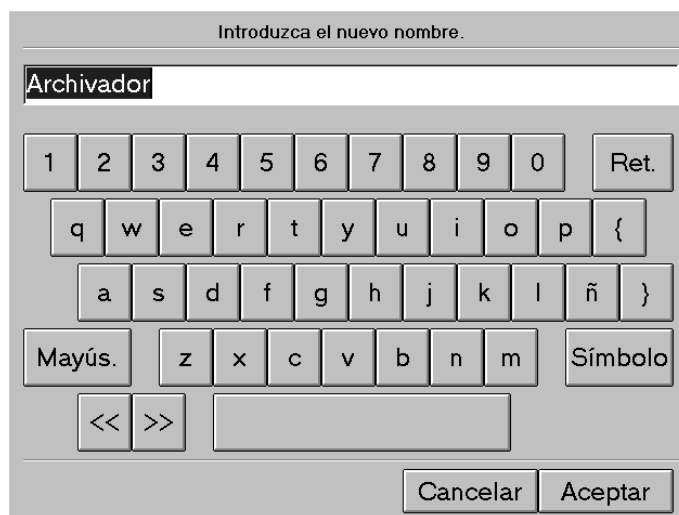 Introduzca el nuevo nombre.
Archivador
1 2 3 4 5 6 7 8 9 0 Ret.
q w e r t y u i o p {
a s d f g h j k l ñ }
Mayús. z x c v b n m Símbolo
<< >>
Cancelar Aceptar